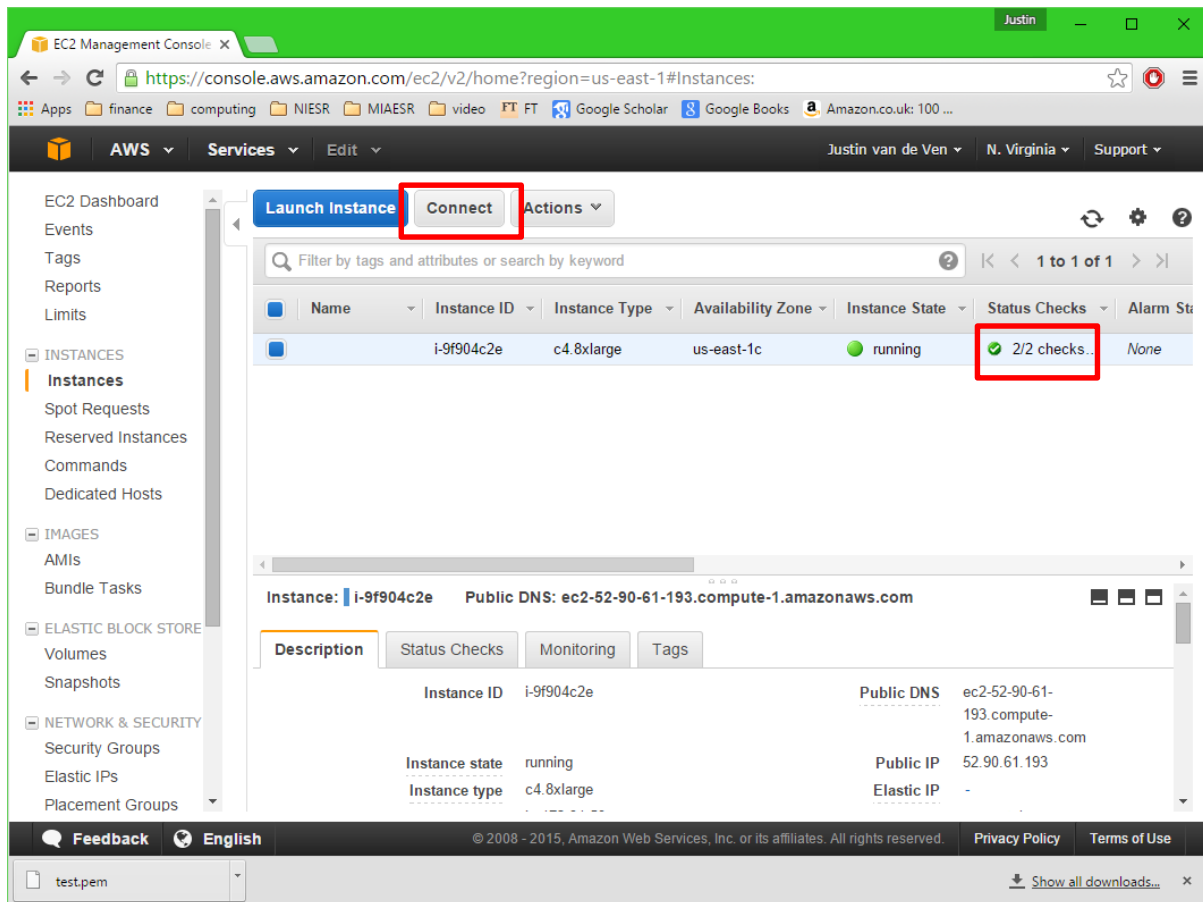 Justin
EC2 Management Console
https://console.aws.amazon.com/ec2/v2/home?region=us-east-1#Instances:
Apps finance computing NIESR MIAESR video FT FT Google Scholar Google Books Amazon.co.uk: 100 ...
AWS Services Edit Justin van de Ven N. Virginia Support
EC2 Dashboard
Events
Tags
Reports
Limits
INSTANCES
Instances
Spot Requests
Reserved Instances
Commands
Dedicated Hosts
IMAGES
AMIs
Bundle Tasks
ELASTIC BLOCK STORE
Volumes
Snapshots
NETWORK & SECURITY
Security Groups
Elastic IPs
Placement Groups
Launch Instance Connect Actions
Filter by tags and attributes or search by keyword 1 to 1 of 1
Name Instance ID Instance Type Availability Zone Instance State Status Checks Alarm Sta
i-9f904c2e c4.8xlarge us-east-1c running 2/2 checks... None
Instance: i-9f904c2e Public DNS: ec2-52-90-61-193.compute-1.amazonaws.com
Description Status Checks Monitoring Tags
Instance ID i-9f904c2e Public DNS ec2-52-90-61-
193.compute-
1.amazonaws.com
Instance state running Public IP 52.90.61.193
Instance type c4.8xlarge Elastic IP -
Feedback English © 2008 - 2015, Amazon Web Services, Inc. or its affiliates. All rights reserved. Privacy Policy Terms of Use
test.pem Show all downloads...